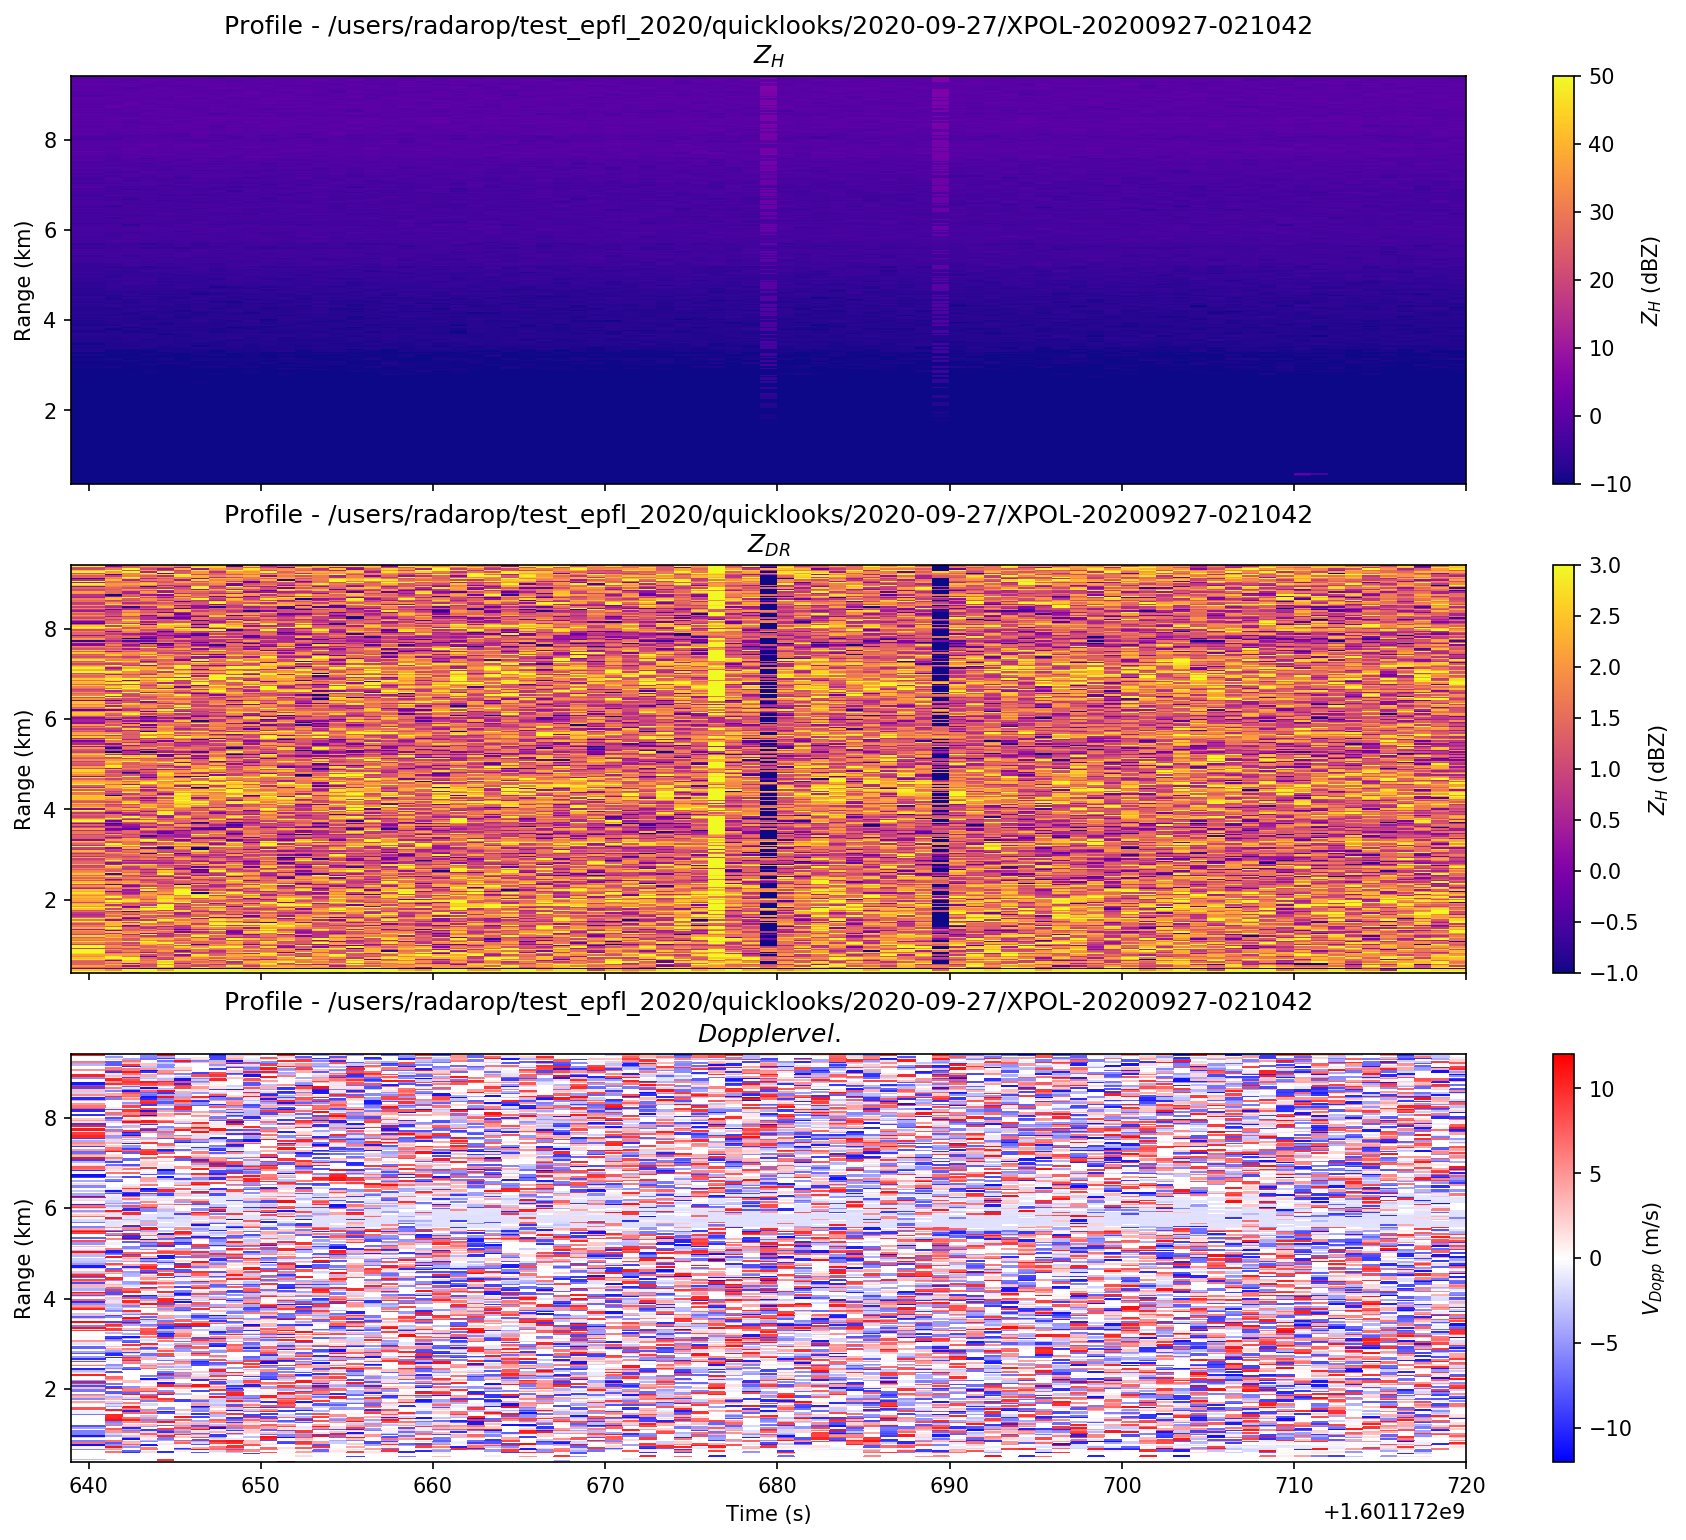 Profile - /users/radarop/test_epfl_2020/quicklooks/2020-09-27/XPOL-20200927-021042
Z_H
Range (km)
8
6
4
2
50
40
30
20
10
0
−10
Z_H (dBZ)
Profile - /users/radarop/test_epfl_2020/quicklooks/2020-09-27/XPOL-20200927-021042
Z_DR
Range (km)
8
6
4
2
3.0
2.5
2.0
1.5
1.0
0.5
0.0
−0.5
−1.0
Z_H (dBZ)
Profile - /users/radarop/test_epfl_2020/quicklooks/2020-09-27/XPOL-20200927-021042
Dopplervel.
Range (km)
8
6
4
2
10
5
0
−5
−10
V_Dopp (m/s)
640 650 660 670 680 690 700 710 720
Time (s)
+1.601172e9